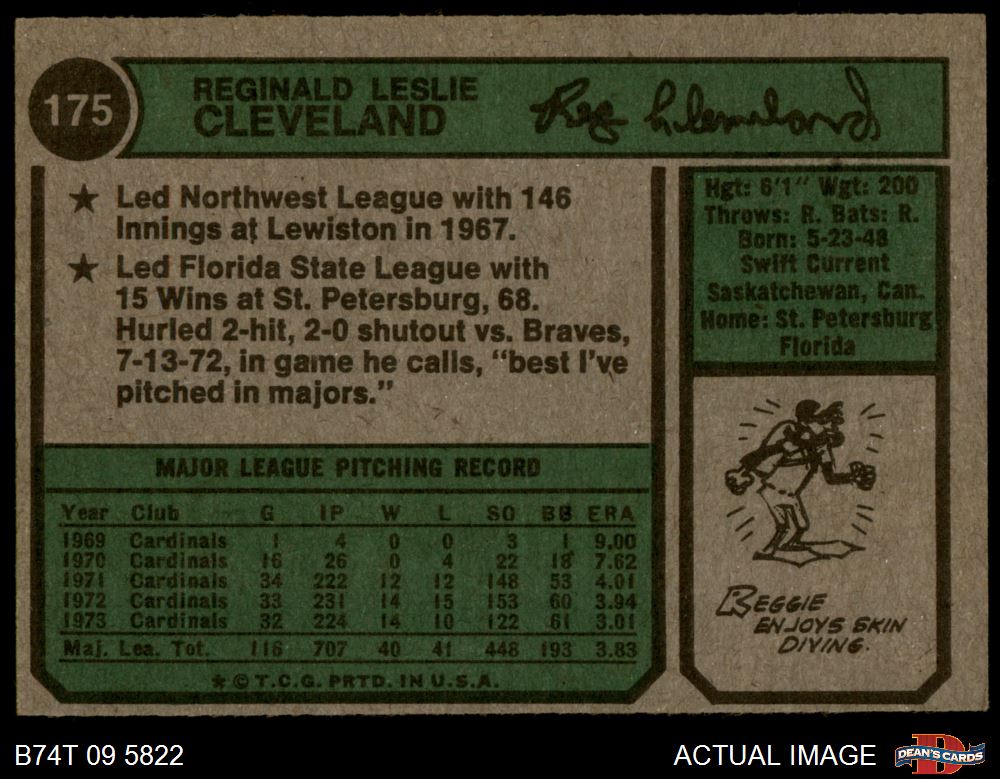 175
REGINALD LESLIE
CLEVELAND
Reg Cleveland
★ Led Northwest League with 146
Innings at Lewiston in 1967.
★ Led Florida State League with
15 Wins at St. Petersburg, 68.
Hurled 2-hit, 2-0 shutout vs. Braves,
7-13-72, in game he calls, “best I’ve
pitched in majors.”
Hgt: 6'1" Wgt: 200
Throws: R. Bats: R.
Born: 5-23-48
Swift Current
Saskatchewan, Can.
Home: St. Petersburg
Florida
MAJOR LEAGUE PITCHING RECORD
Year Club G IP W L SO BB ERA
1969 Cardinals 1 4 0 0 3 1 9.00
1970 Cardinals 16 26 0 4 22 18 7.62
1971 Cardinals 34 222 12 12 148 53 4.01
1972 Cardinals 33 231 14 15 153 60 3.94
1973 Cardinals 32 224 14 10 122 61 3.01
Maj. Lea. Tot. 116 707 40 41 448 193 3.83
★ © T.C.G. PRTD. IN U.S.A.
REGGIE
ENJOYS SKIN
DIVING.
B74T 09 5822
ACTUAL IMAGE
DEAN'S CARDS